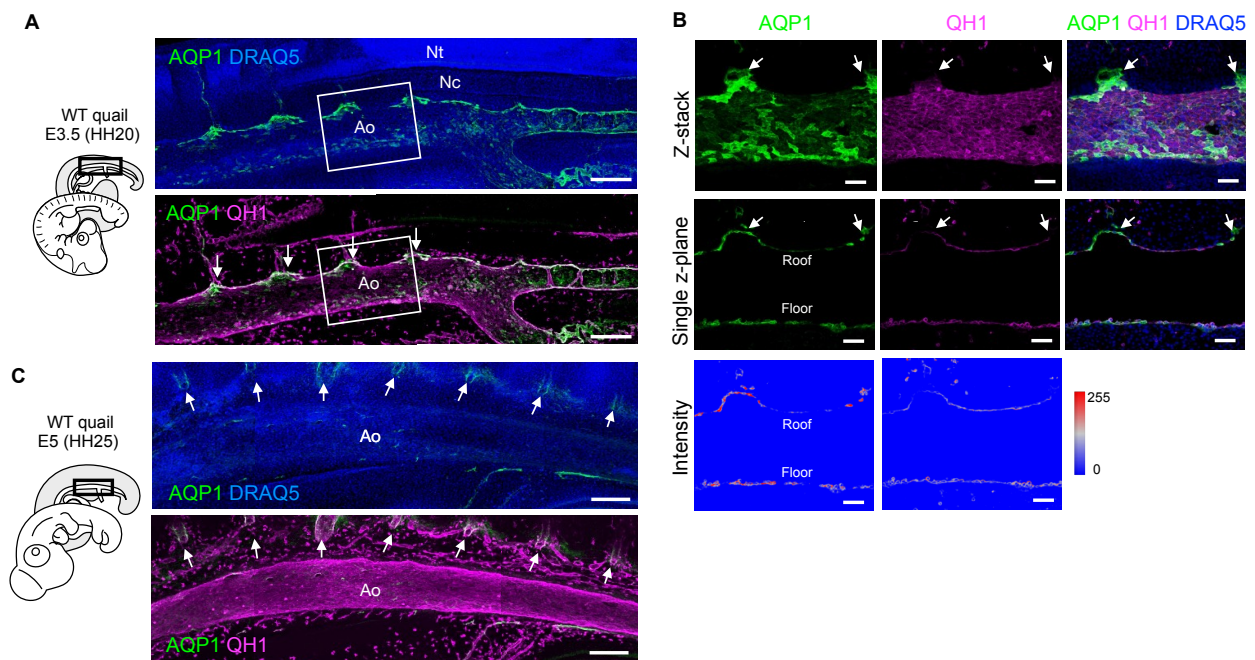 A
WT quail
E3.5 (HH20)
AQP1 DRAQ5
Nt
Nc
Ao
AQP1 QH1
Ao
B
AQP1
QH1
AQP1 QH1 DRAQ5
Z-stack
Single z-plane
Roof
Floor
Intensity
Roof
Floor
255
0
C
WT quail
E5 (HH25)
Ao
AQP1 DRAQ5
Ao
AQP1 QH1